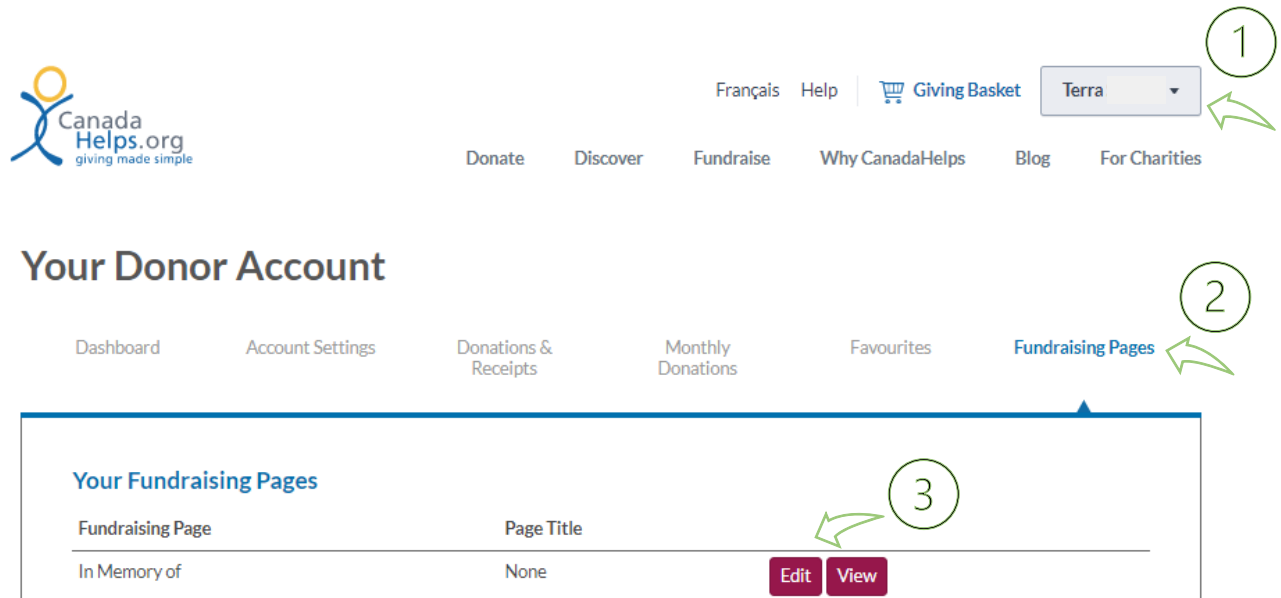 1
Français Help Giving Basket Terra
Canada
Helps.org
giving made simple
Donate Discover Fundraise Why CanadaHelps Blog For Charities
Your Donor Account
2
Dashboard Account Settings Donations & Monthly Favourites Fundraising Pages
Receipts Donations
Your Fundraising Pages
3
Fundraising Page Page Title
In Memory of None Edit View